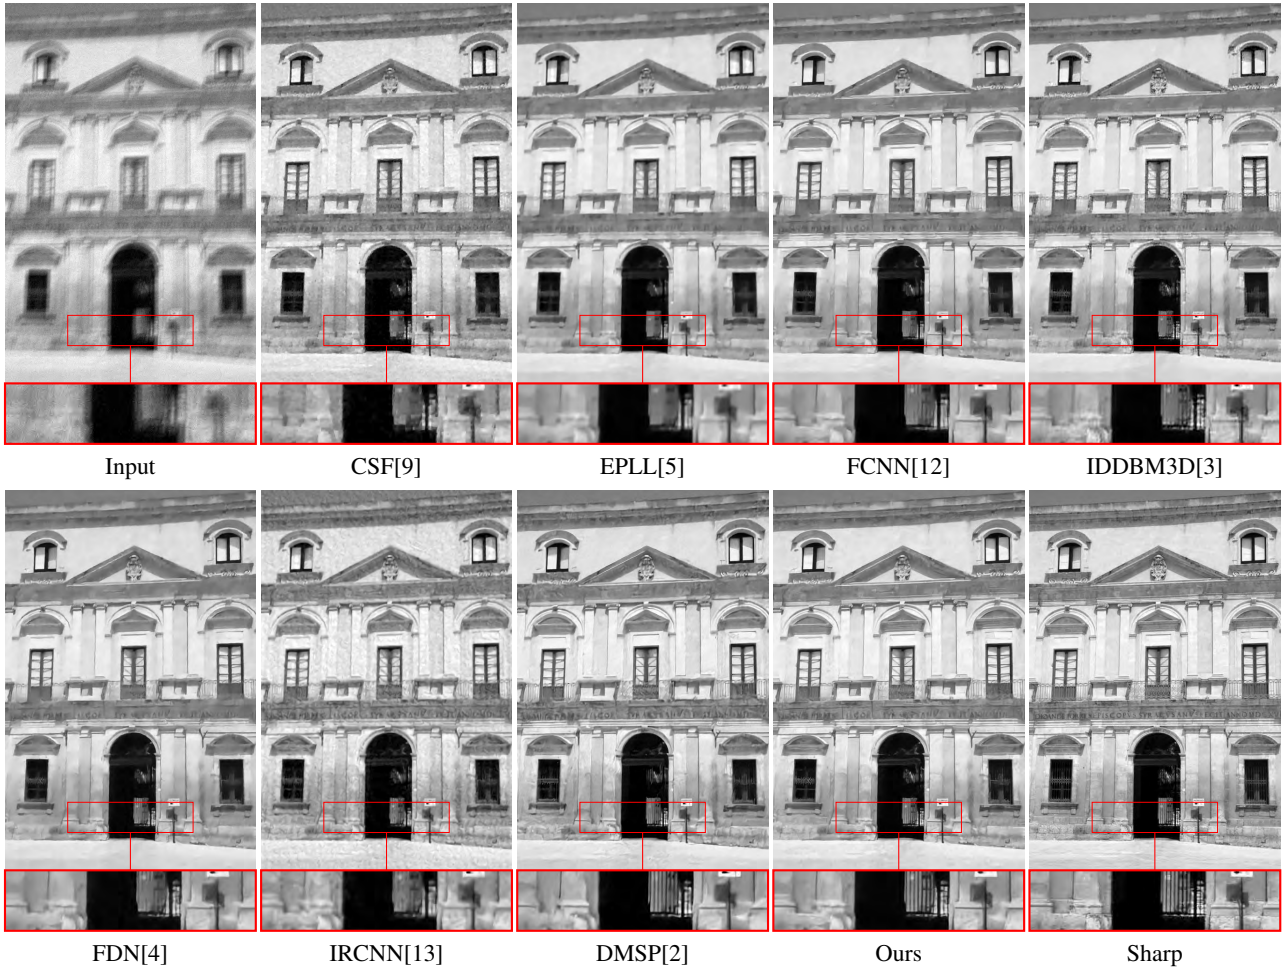 Input
CSF[9]
EPLL[5]
FCNN[12]
IDDBM3D[3]
FDN[4]
IRCNN[13]
DMSP[2]
Ours
Sharp